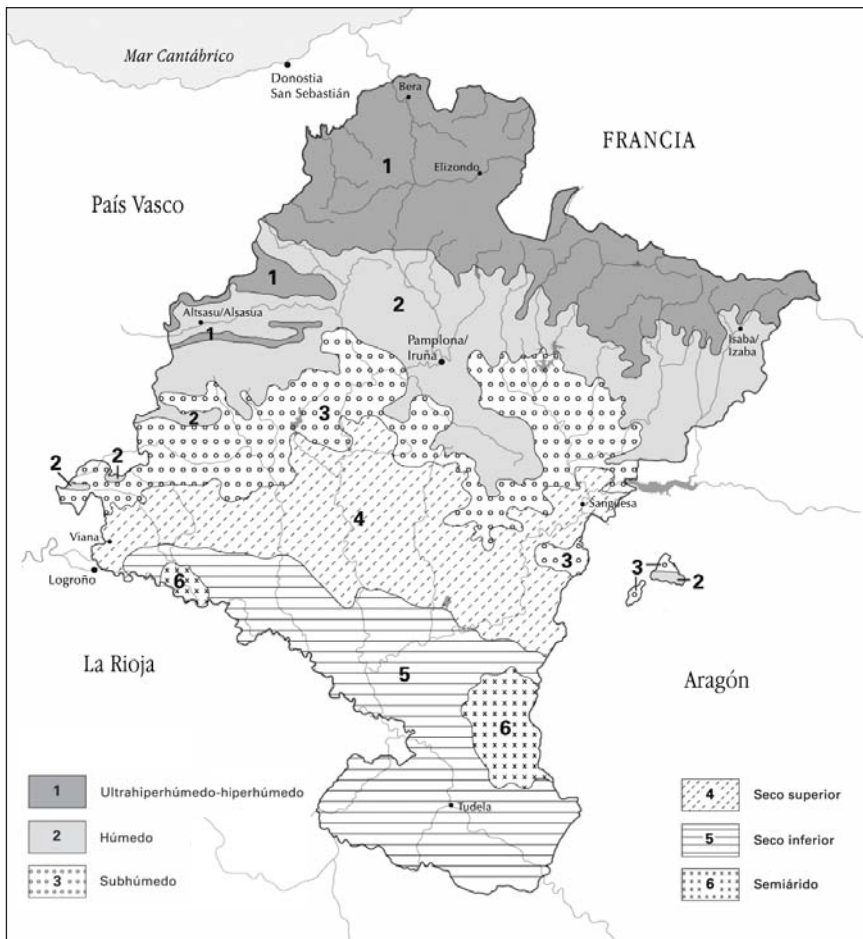 Mar Cantábrico
Donostia
San Sebastián
Bera
FRANCIA
1
Elizondo
País Vasco
1
2
Altsasu/Alsasua
1
Pamplona/
Iruña
Isaba/
Izaba
2
3
2
2
Sangüesa
4
Viana
3
3
2
Logroño
6
La Rioja
5
Aragón
6
Tudela
1 Ultrahiperhúmedo-hiperhúmedo
2 Húmedo
3 Subhúmedo
4 Seco superior
5 Seco inferior
6 Semiárido